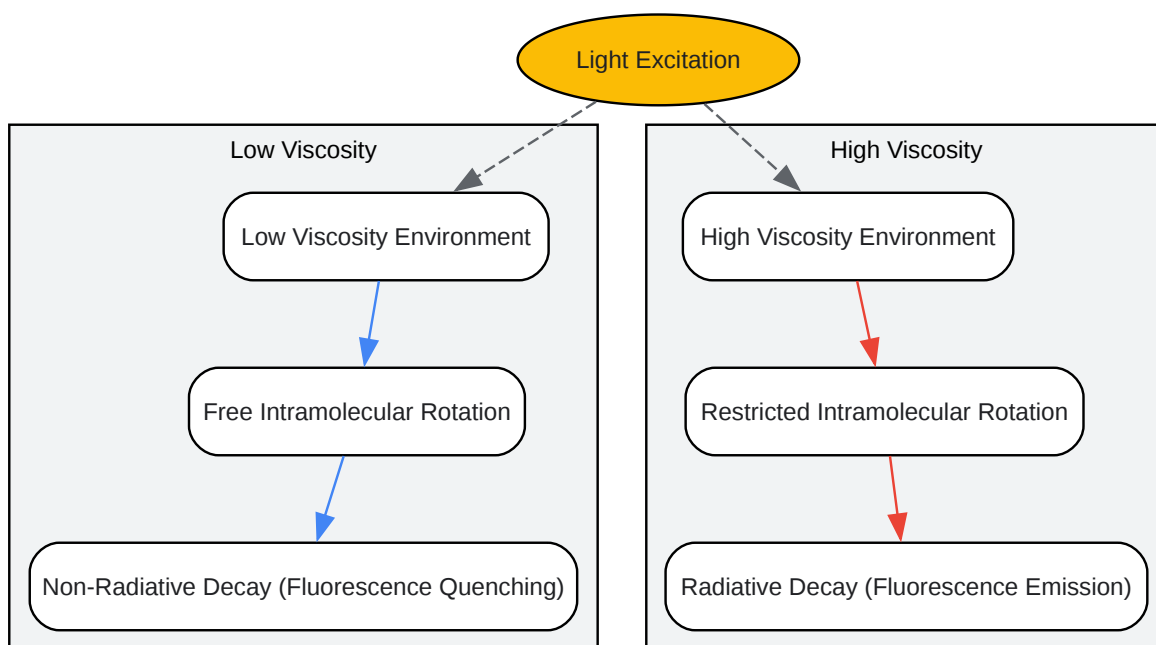 Light Excitation
Low Viscosity
High Viscosity
Low Viscosity Environment
High Viscosity Environment
Free Intramolecular Rotation
Restricted Intramolecular Rotation
Non-Radiative Decay (Fluorescence Quenching)
Radiative Decay (Fluorescence Emission)